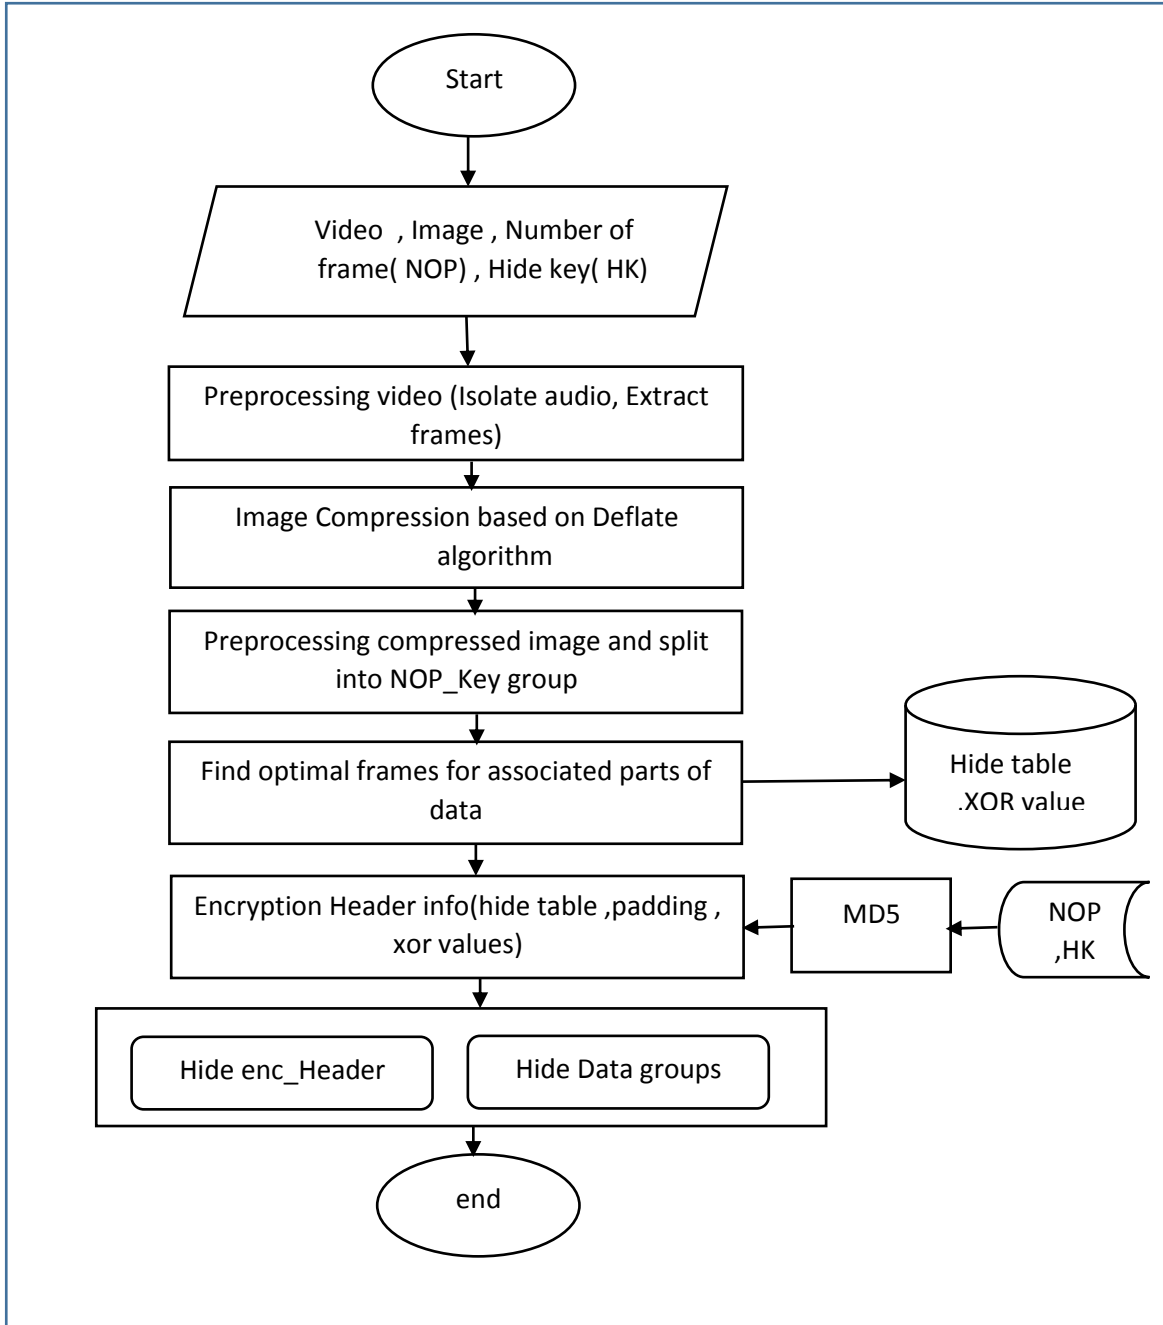 Start
Video , Image , Number of
frame( NOP) , Hide key( HK)
Preprocessing video (Isolate audio, Extract
frames)
Image Compression based on Deflate
algorithm
Preprocessing compressed image and split
into NOP_Key group
Find optimal frames for associated parts of
data
Hide table
,XOR value
Encryption Header info(hide table ,padding ,
xor values)
MD5
NOP
,HK
Hide enc_Header
Hide Data groups
end